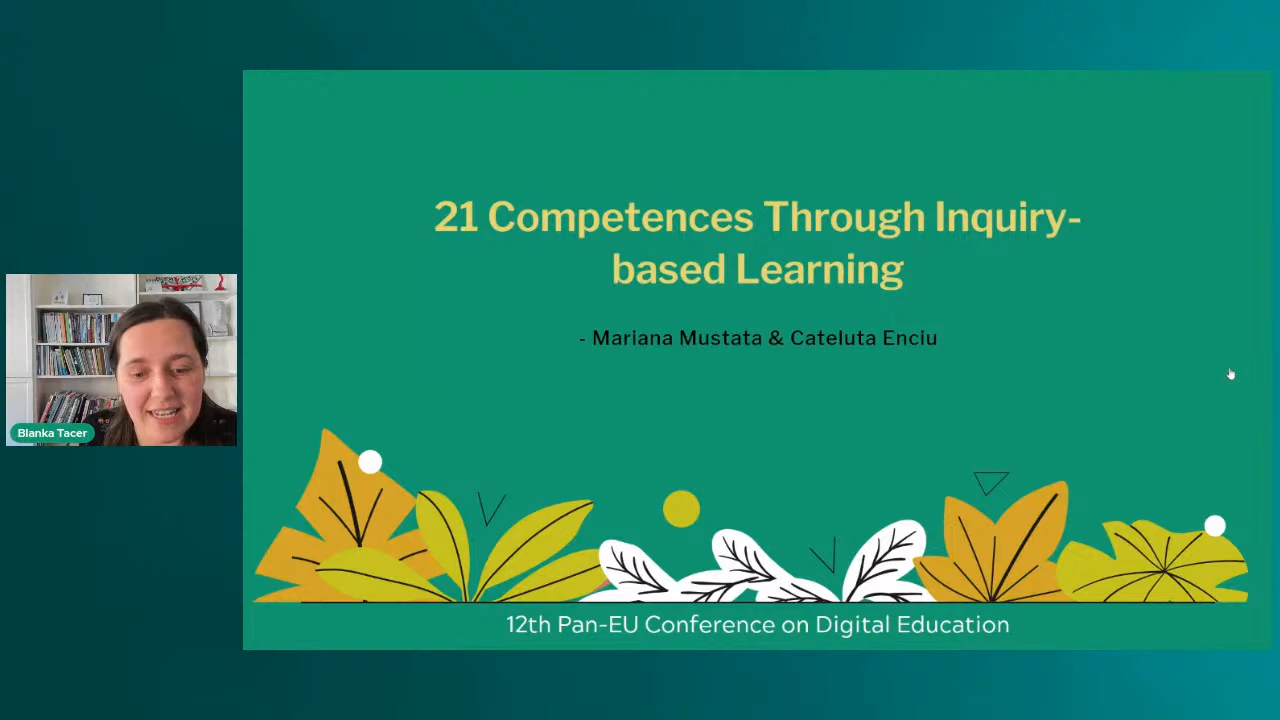 21 Competences Through Inquiry-
based Learning
- Mariana Mustata & Cateluta Enciu
Blanka Tacer
12th Pan-EU Conference on Digital Education